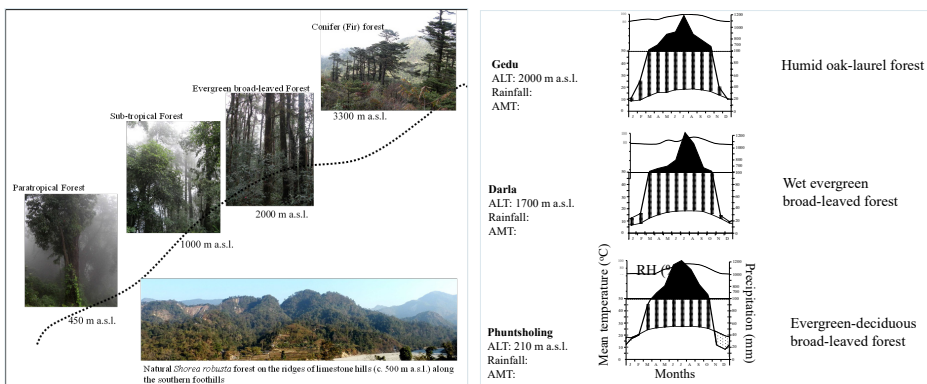 Conifer (Fir) forest
3300 m a.s.l.
Evergreen broad-leaved Forest
2000 m a.s.l.
Sub-tropical Forest
1000 m a.s.l.
Paratropical Forest
450 m a.s.l.
Natural Shorea robusta forest on the ridges of limestone hills (c. 500 m a.s.l.) along
the southern foothills
Gedu
ALT: 2000 m a.s.l.
Rainfall:
AMT:
J F M A M J J A S O N D
Humid oak-laurel forest
Darla
ALT: 1700 m a.s.l.
Rainfall:
AMT:
J F M A M J J A S O N D
Wet evergreen
broad-leaved forest
Phuntsholing
ALT: 210 m a.s.l.
Rainfall:
AMT:
Mean temperature (°C)
RH (
Precipitation (mm)
J F M A M J J A S O N D
Months
Evergreen-deciduous
broad-leaved forest